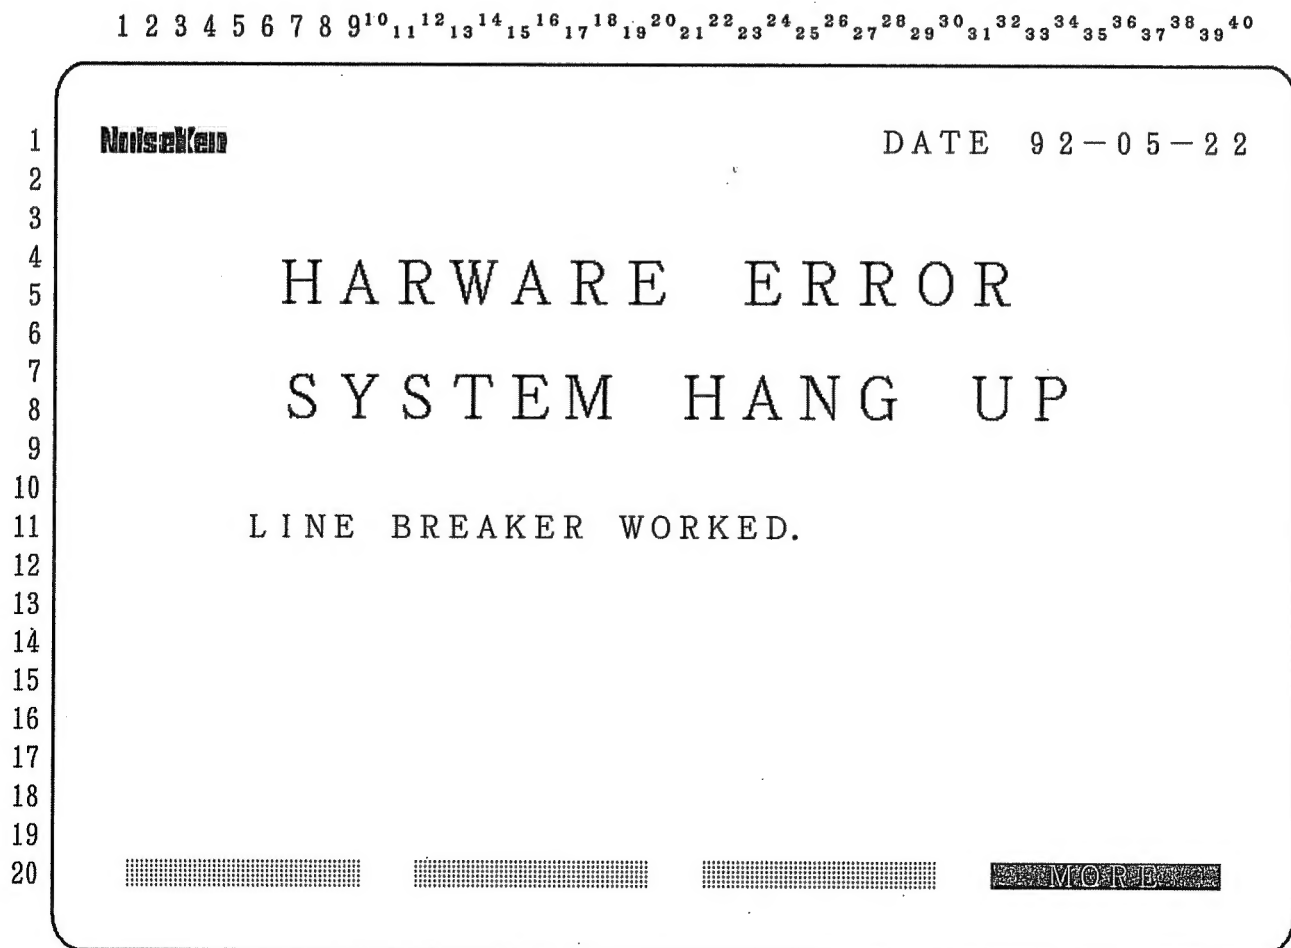 1 2 3 4 5 6 7 8 9 10 11 12 13 14 15 16 17 18 19 20 21 22 23 24 25 26 27 28 29 30 31 32 33 34 35 36 37 38 39 40
1 NoiseKen DATE 92-05-22
2
3
4
HARWARE ERROR
5
6
7
SYSTEM HANG UP
8
9
10
11 LINE BREAKER WORKED.
12
13
14
15
16
17
18
19
20 MORE